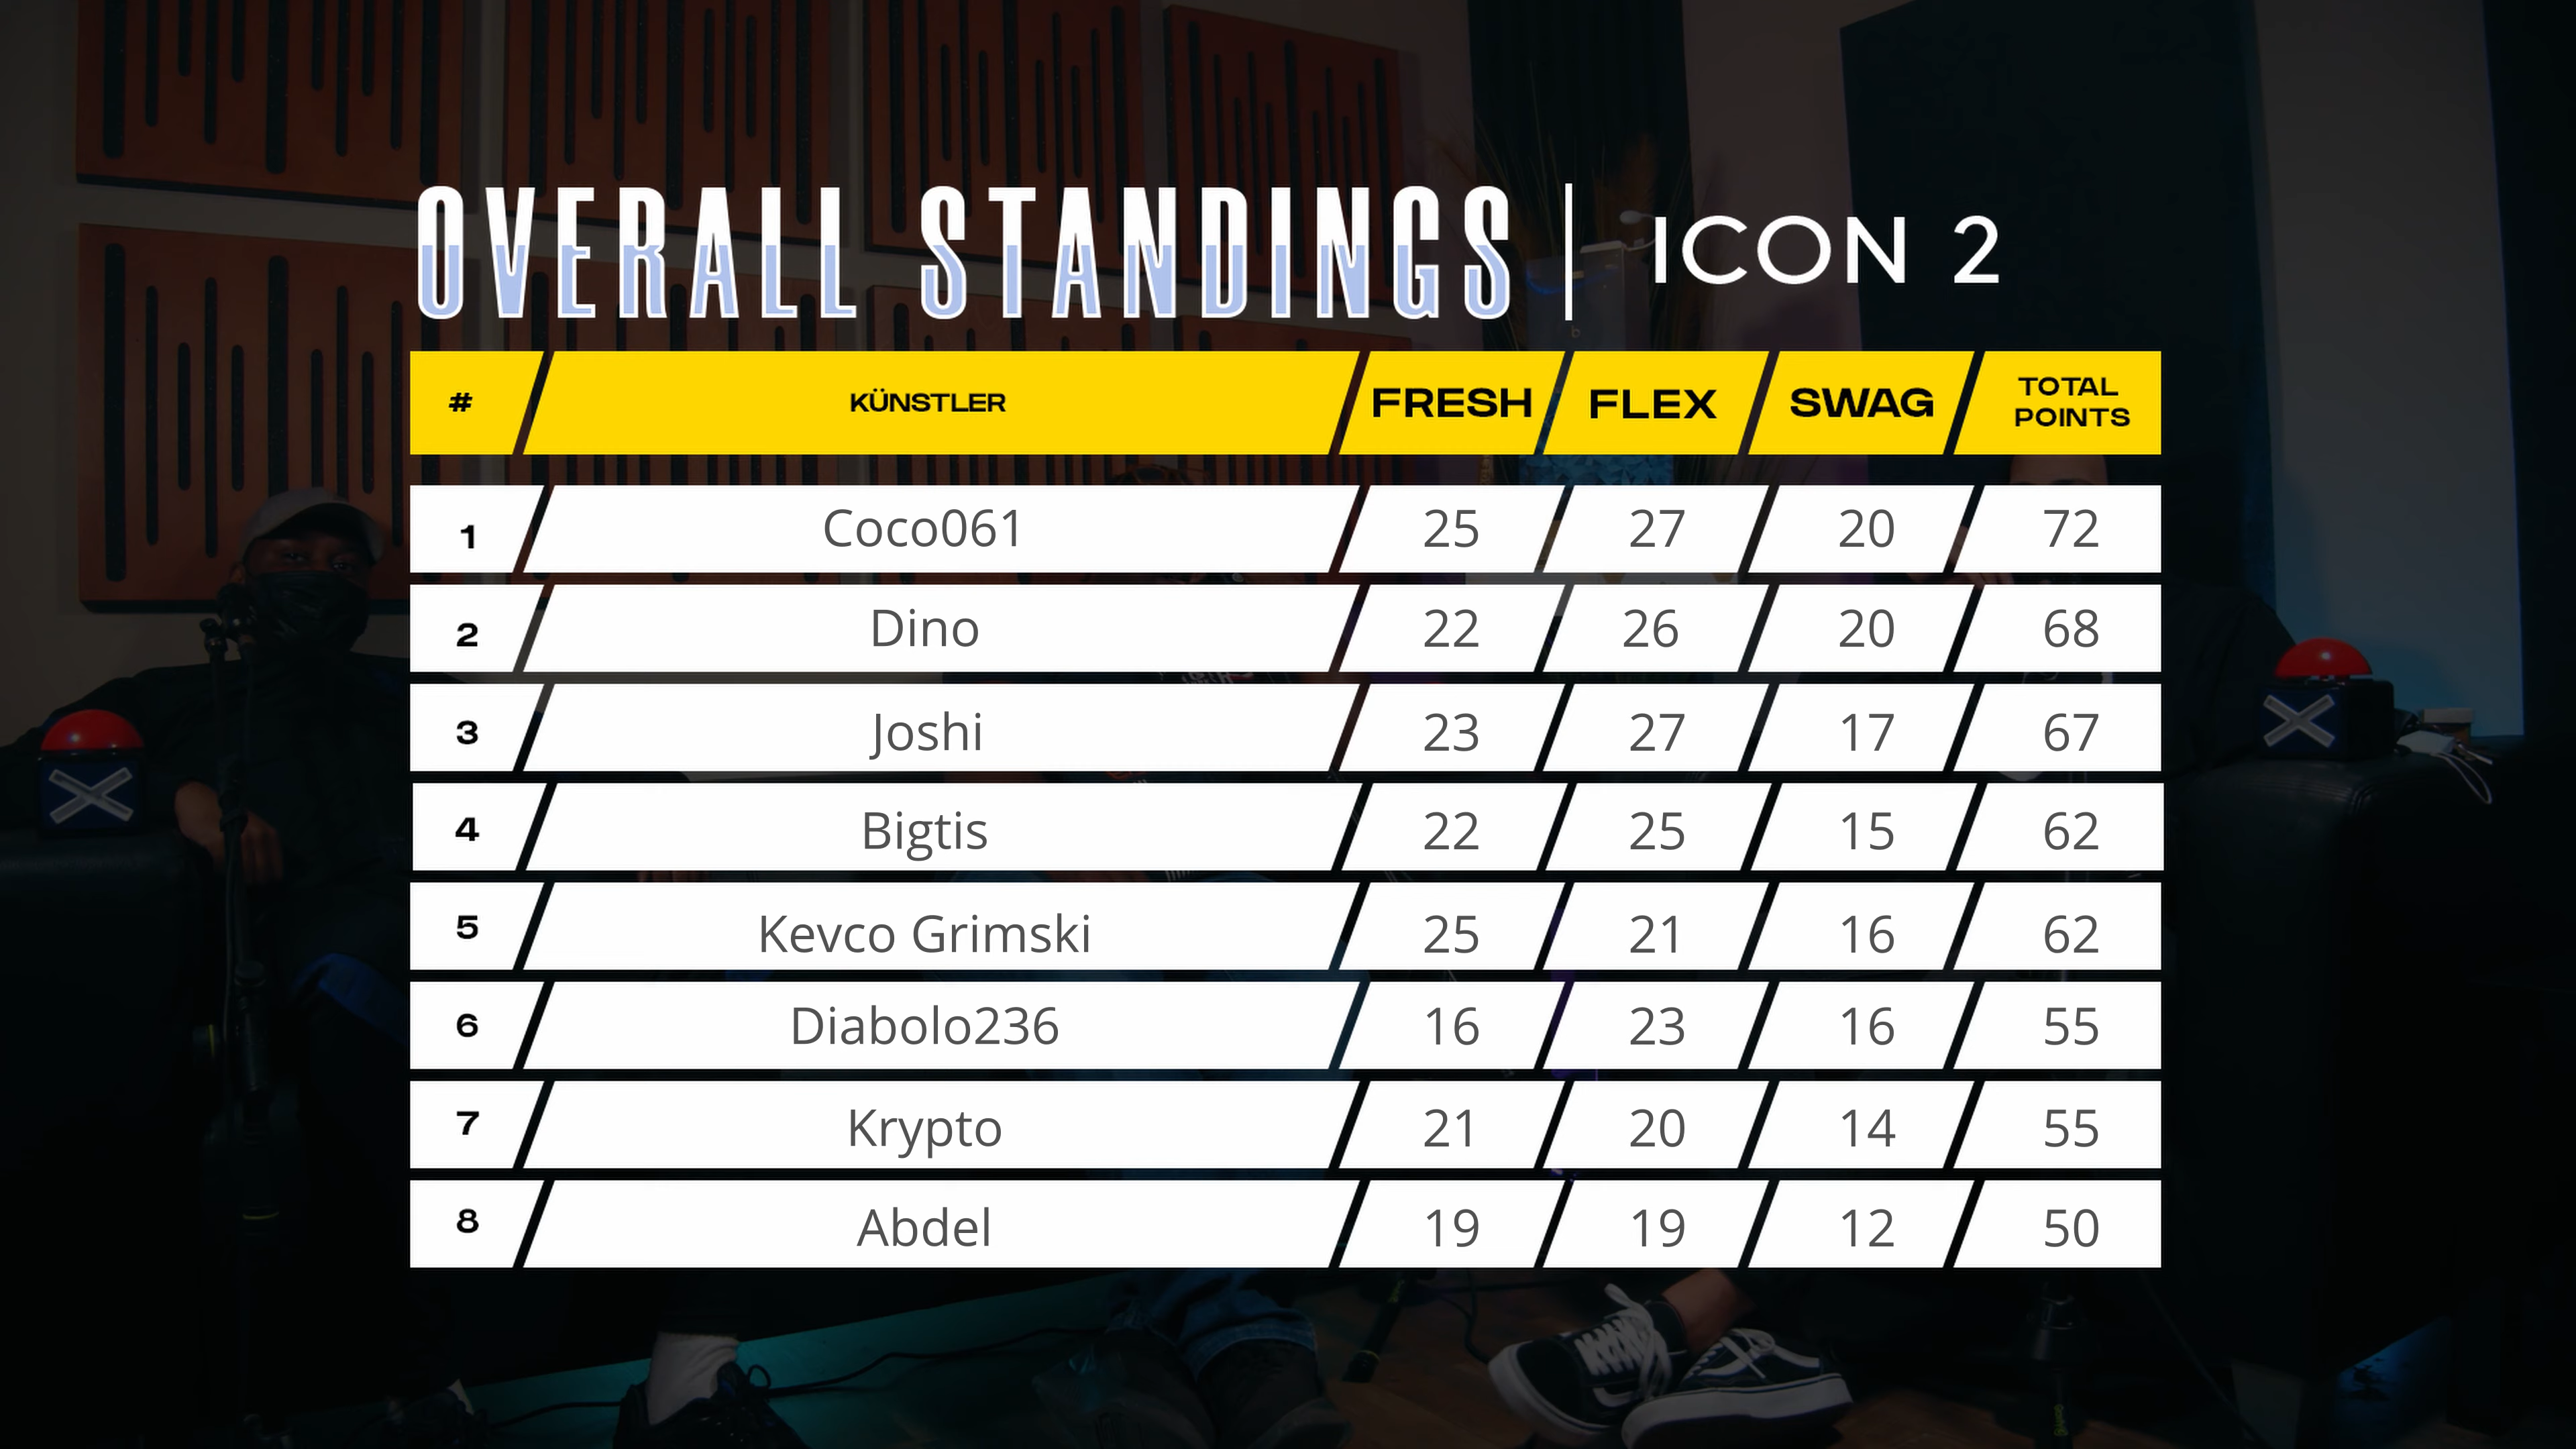 OVERALL STANDINGS | ICON 2
# KÜNSTLER FRESH FLEX SWAG TOTAL POINTS
1 Coco061 25 27 20 72
2 Dino 22 26 20 68
3 Joshi 23 27 17 67
4 Bigtis 22 25 15 62
5 Kevco Grimski 25 21 16 62
6 Diabolo236 16 23 16 55
7 Krypto 21 20 14 55
8 Abdel 19 19 12 50